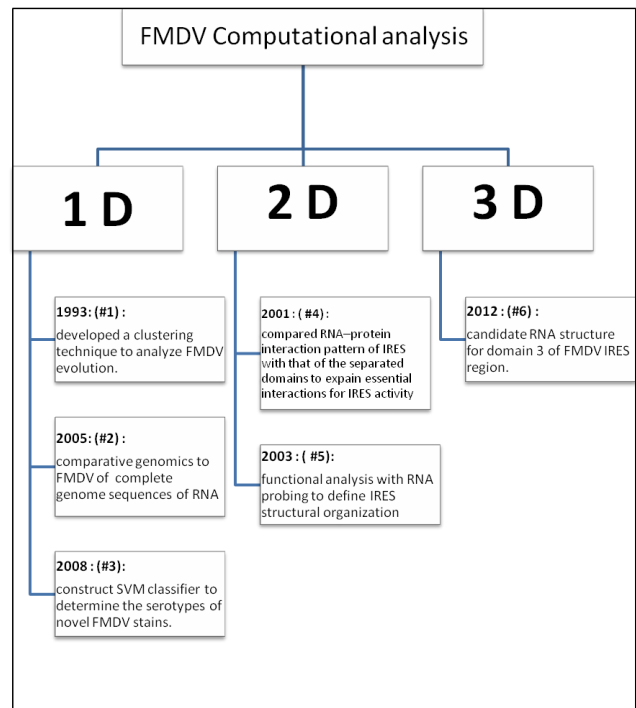 FMDV Computational analysis
1 D
2 D
3 D
1993: (#1) :
developed a clustering
technique to analyze FMDV
evolution.
2005: (#2) :
comparative genomics to
FMDV of complete
genome sequences of RNA
2008 : (#3):
construct SVM classifier to
determine the serotypes of
novel FMDV stains.
2001 : ( #4) :
compared RNA–protein
interaction pattern of IRES
with that of the separated
domains to expain essential
interactions for IRES activity
2003 : ( #5) :
functional analysis with RNA
probing to define IRES
structural organization
2012 : (#6) :
candidate RNA structure
for domain 3 of FMDV IRES
region.